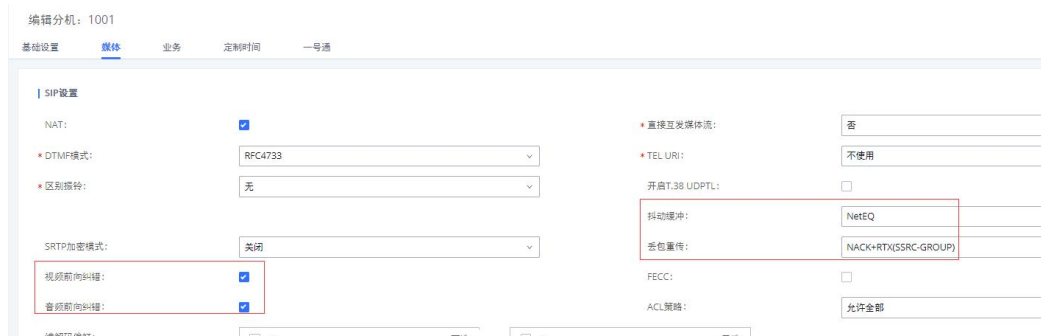 编辑分机：1001
基础设置 媒体 业务 定制时间 一号通
SIP设置
NAT：
* 直接互发媒体流： 否
* DTMF模式： RFC4733
* TEL URI： 不使用
* 区别振铃： 无
开启T.38 UDPTL：
抖动缓冲： NetEQ
SRTP加密模式： 关闭
丢包重传： NACK+RTX(SSRC-GROUP)
视频前向纠错：
FECC：
音频前向纠错：
ACL策略： 允许全部